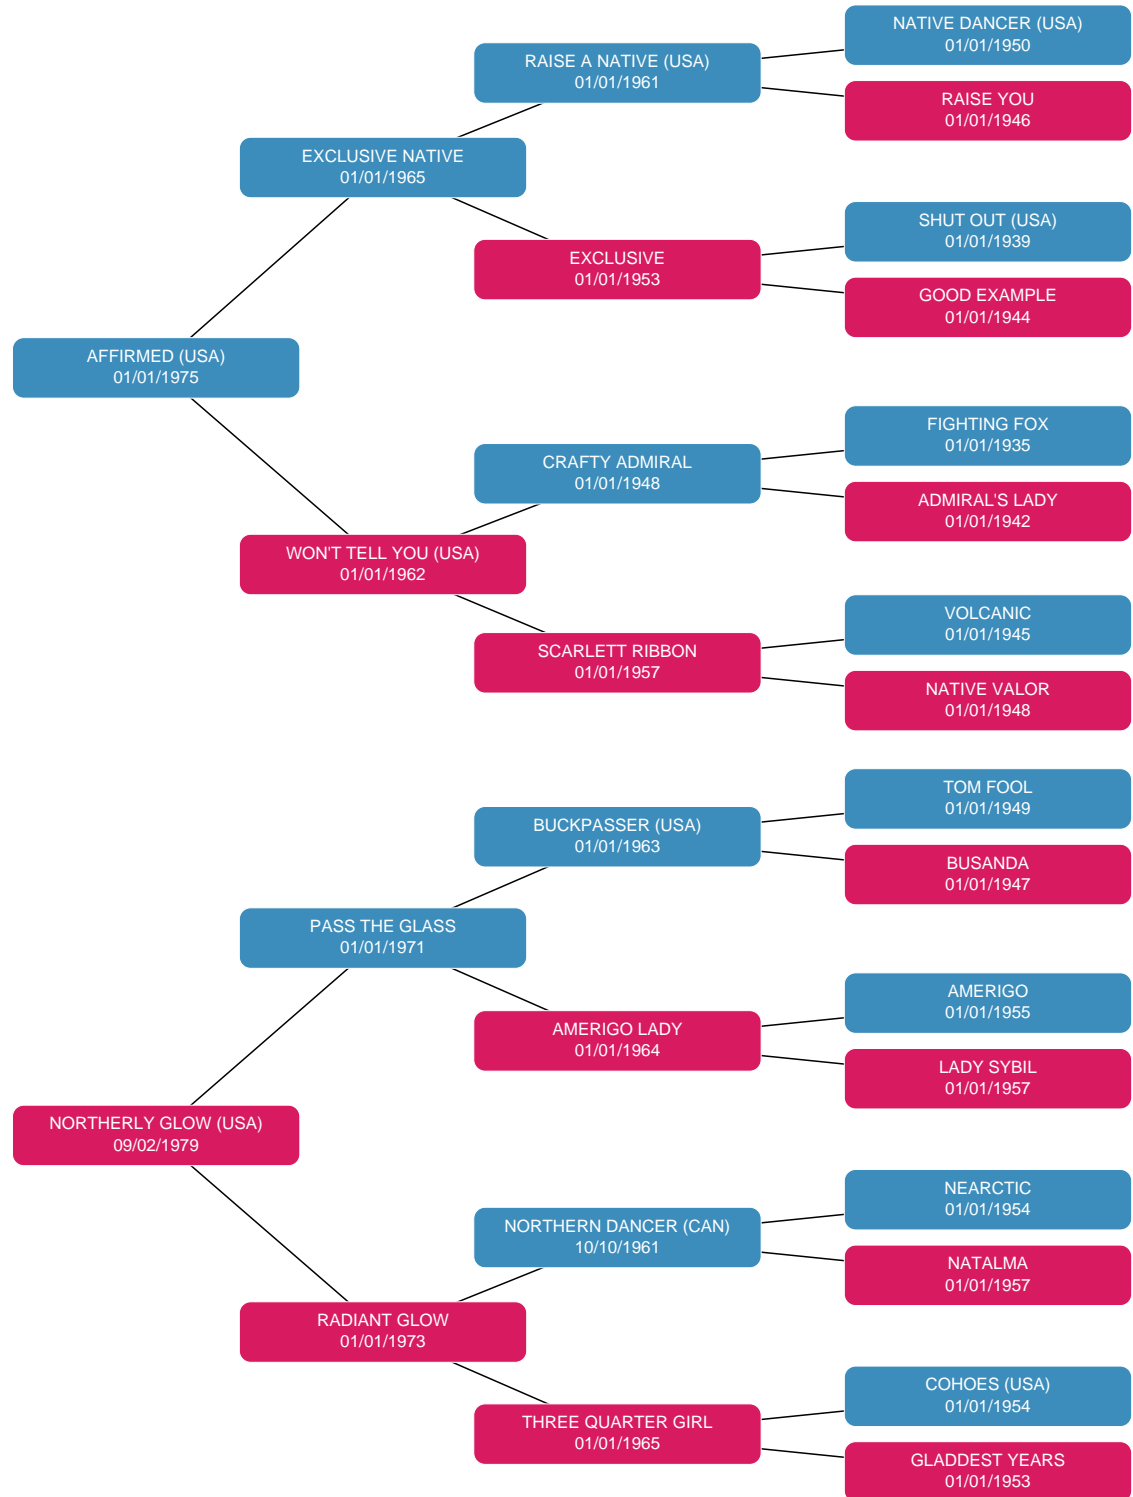 NATIVE DANCER (USA)
01/01/1950
RAISE A NATIVE (USA)
01/01/1961
RAISE YOU
01/01/1946
EXCLUSIVE NATIVE
01/01/1965
SHUT OUT (USA)
01/01/1939
EXCLUSIVE
01/01/1953
GOOD EXAMPLE
01/01/1944
AFFIRMED (USA)
01/01/1975
FIGHTING FOX
01/01/1935
CRAFTY ADMIRAL
01/01/1948
ADMIRAL'S LADY
01/01/1942
WON'T TELL YOU (USA)
01/01/1962
VOLCANIC
01/01/1945
SCARLETT RIBBON
01/01/1957
NATIVE VALOR
01/01/1948
TOM FOOL
01/01/1949
BUCKPASSER (USA)
01/01/1963
BUSANDA
01/01/1947
PASS THE GLASS
01/01/1971
AMERIGO
01/01/1955
AMERIGO LADY
01/01/1964
LADY SYBIL
01/01/1957
NORTHERLY GLOW (USA)
09/02/1979
NEARCTIC
01/01/1954
NORTHERN DANCER (CAN)
10/10/1961
NATALMA
01/01/1957
RADIANT GLOW
01/01/1973
COHOES (USA)
01/01/1954
THREE QUARTER GIRL
01/01/1965
GLADDEST YEARS
01/01/1953